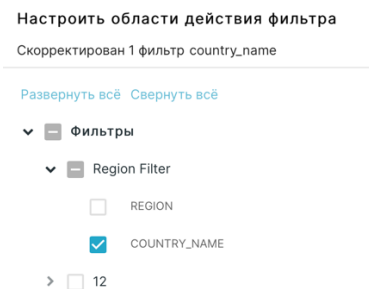 Настроить области действия фильтра
Скорректирован 1 фильтр country_name
Развернуть всё Свернуть всё
Фильтры
Region Filter
REGION
COUNTRY_NAME
12